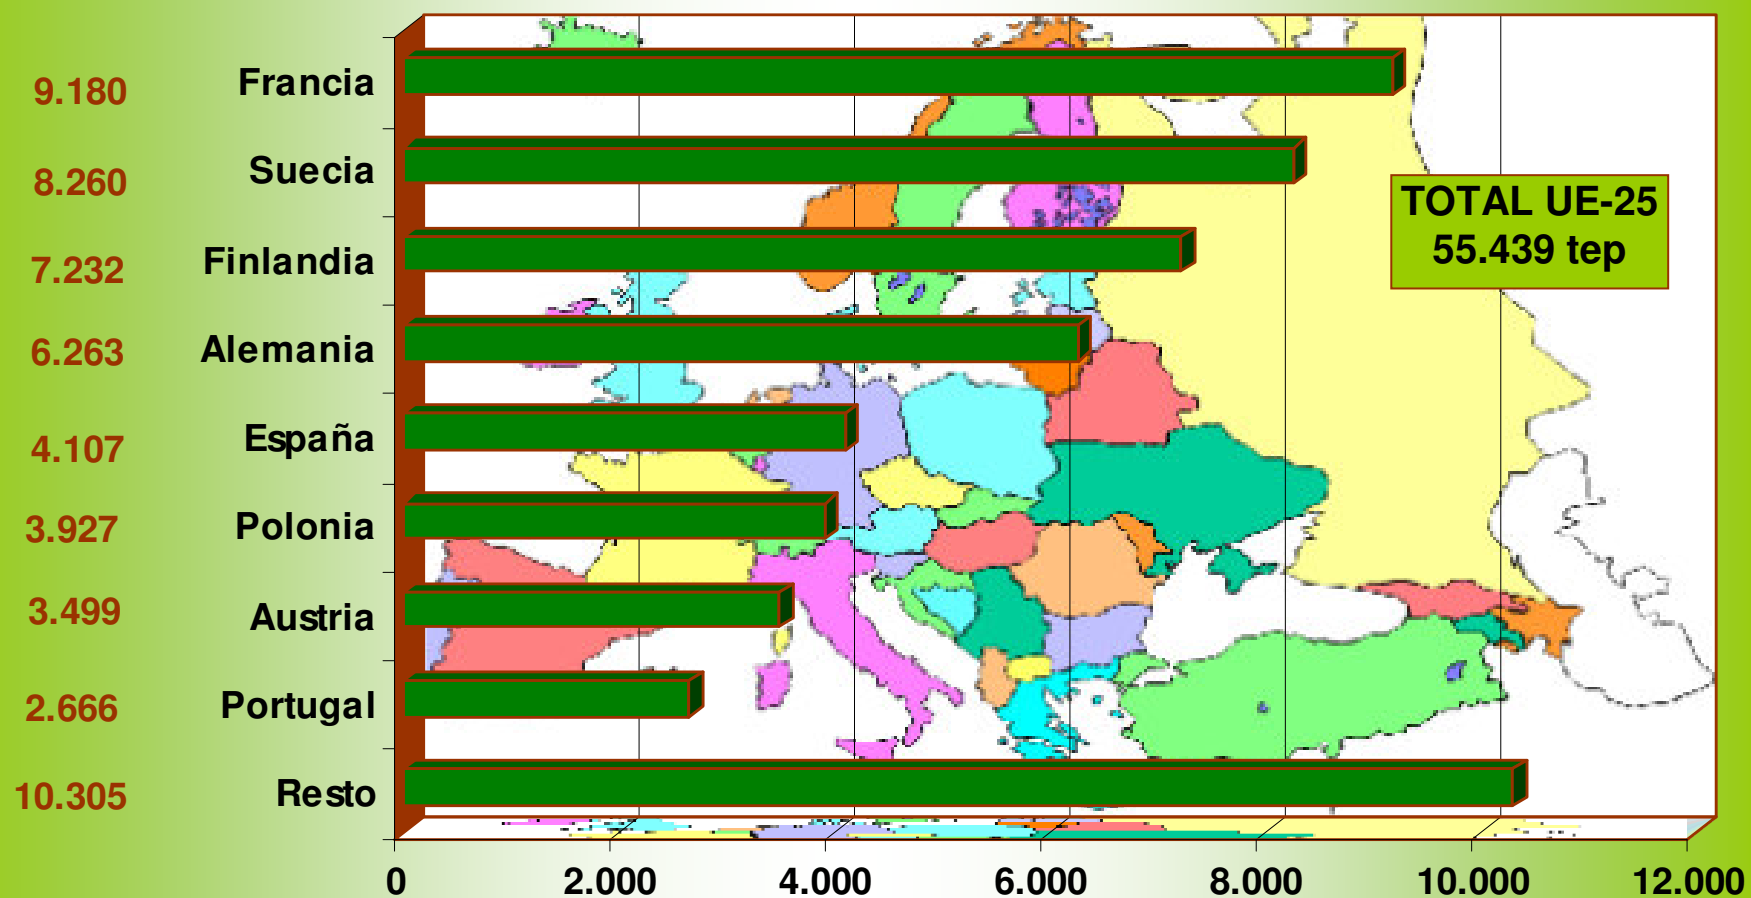 9.180 Francia
8.260 Suecia
TOTAL UE-25
55.439 tep
7.232 Finlandia
6.263 Alemania
4.107 España
3.927 Polonia
3.499 Austria
2.666 Portugal
10.305 Resto
0 2.000 4.000 6.000 8.000 10.000 12.000